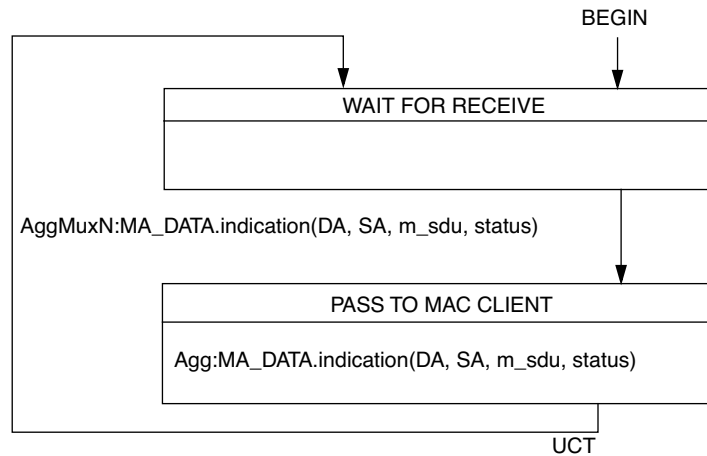 BEGIN
WAIT FOR RECEIVE
AggMuxN:MA_DATA.indication(DA, SA, m_sdu, status)
PASS TO MAC CLIENT
Agg:MA_DATA.indication(DA, SA, m_sdu, status)
UCT